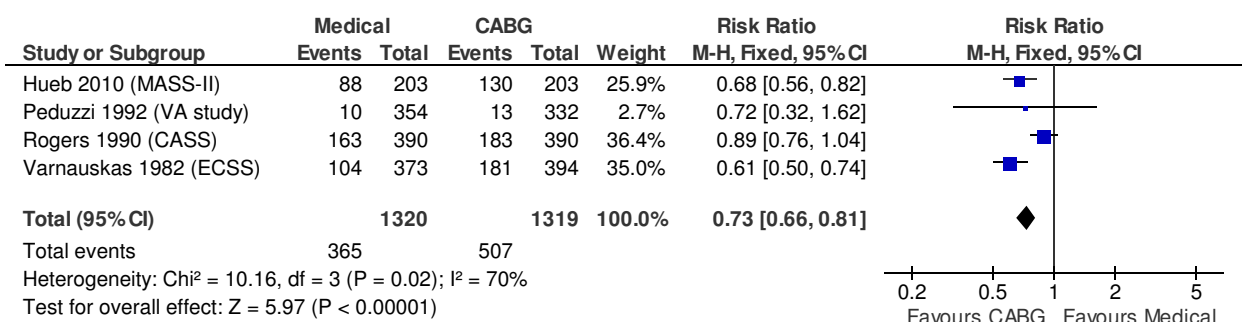 Medical CABG Risk Ratio Risk Ratio
Study or Subgroup Events Total Events Total Weight M-H, Fixed, 95% CI M-H, Fixed, 95% CI
Hueb 2010 (MASS-II) 88 203 130 203 25.9% 0.68 [0.56, 0.82]
Peduzzi 1992 (VA study) 10 354 13 332 2.7% 0.72 [0.32, 1.62]
Rogers 1990 (CASS) 163 390 183 390 36.4% 0.89 [0.76, 1.04]
Varnauskas 1982 (ECSS) 104 373 181 394 35.0% 0.61 [0.50, 0.74]
Total (95% CI) 1320 1319 100.0% 0.73 [0.66, 0.81]
Total events 365 507
Heterogeneity: Chi² = 10.16, df = 3 (P = 0.02); I² = 70%
Test for overall effect: Z = 5.97 (P < 0.00001)
0.2 0.5 1 2 5
Favours CABG Favours Medical